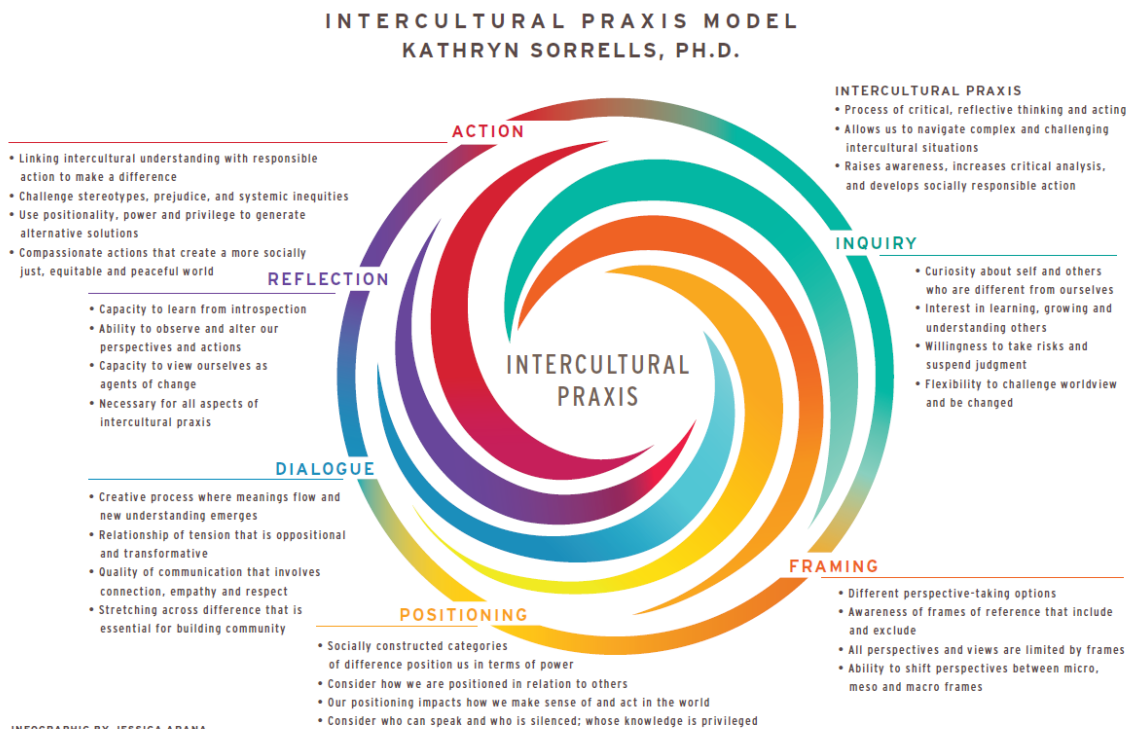 INTERCULTURAL PRAXIS MODEL
KATHRYN SORRELLS, PH.D.
INTERCULTURAL PRAXIS
• Process of critical, reflective thinking and acting
• Allows us to navigate complex and challenging
intercultural situations
• Raises awareness, increases critical analysis,
and develops socially responsible action
INQUIRY
• Curiosity about self and others
who are different from ourselves
• Interest in learning, growing and
understanding others
• Willingness to take risks and
suspend judgment
• Flexibility to challenge worldview
and be changed
FRAMING
• Different perspective-taking options
• Awareness of frames of reference that include
and exclude
• All perspectives and views are limited by frames
• Ability to shift perspectives between micro,
meso and macro frames
POSITIONING
• Socially constructed categories
of difference position us in terms of power
• Consider how we are positioned in relation to others
• Our positioning impacts how we make sense of and act in the world
• Consider who can speak and who is silenced; whose knowledge is privileged
DIALOGUE
• Creative process where meanings flow and
new understanding emerges
• Relationship of tension that is oppositional
and transformative
• Quality of communication that involves
connection, empathy and respect
• Stretching across difference that is
essential for building community
REFLECTION
• Capacity to learn from introspection
• Ability to observe and alter our
perspectives and actions
• Capacity to view ourselves as
agents of change
• Necessary for all aspects of
intercultural praxis
ACTION
• Linking intercultural understanding with responsible
action to make a difference
• Challenge stereotypes, prejudice, and systemic inequities
• Use positionality, power and privilege to generate
alternative solutions
• Compassionate actions that create a more socially
just, equitable and peaceful world
INTERCULTURAL
PRAXIS
INFOGRAPHIC BY JESSICA ARANA